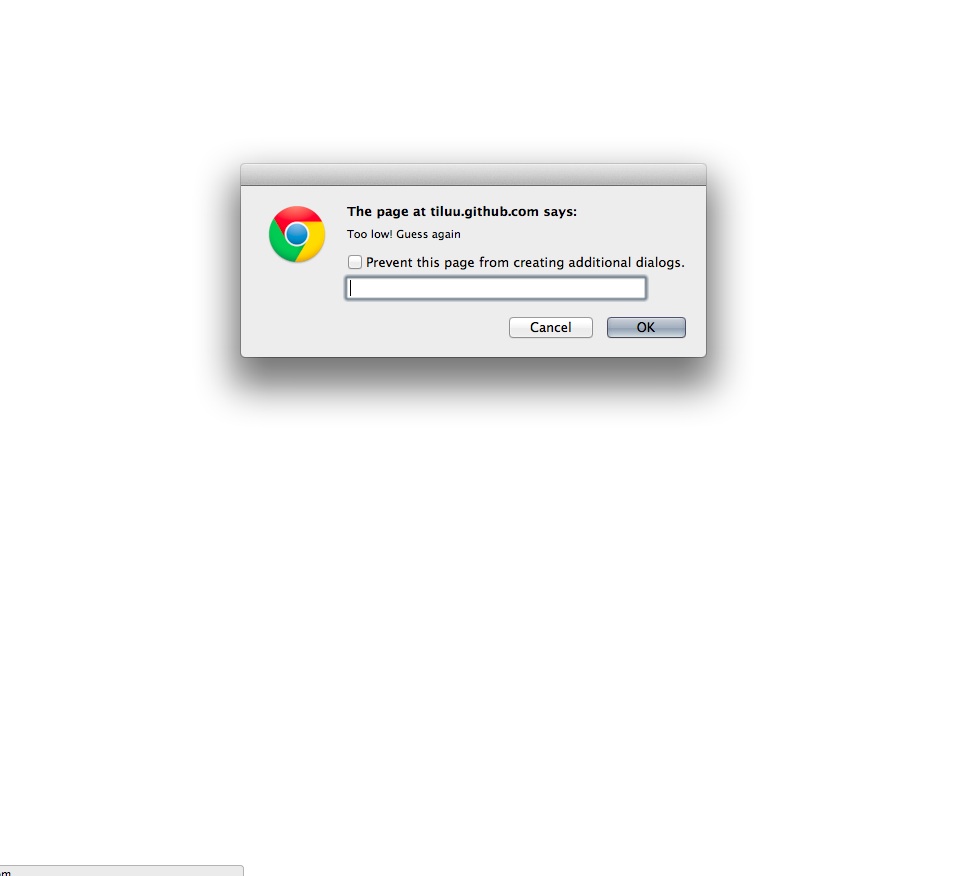 The page at tiluu.github.com says:
Too low! Guess again
Prevent this page from creating additional dialogs.
Cancel OK